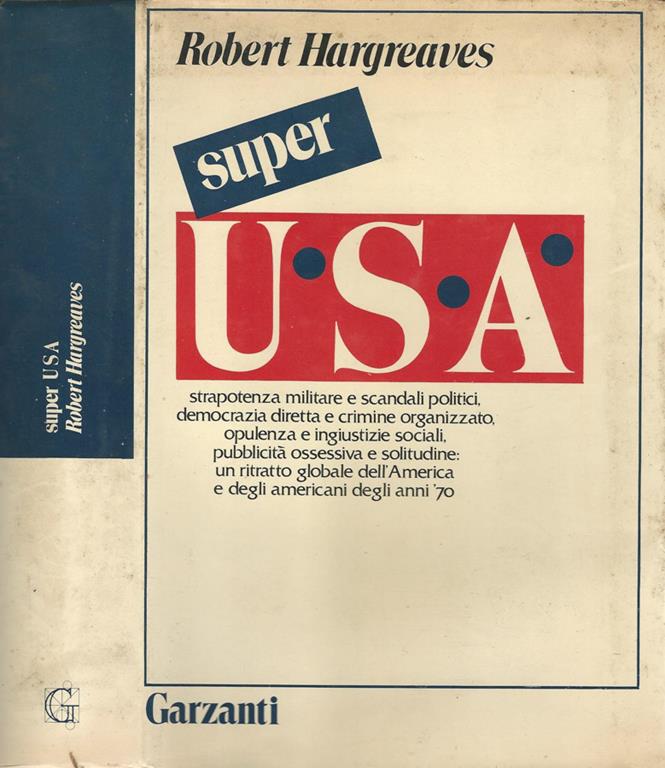 Robert Hargreaves
super
U.S.A.
strapotenza militare e scandali politici,
democrazia diretta e crimine organizzato,
opulenza e ingiustizie sociali,
pubblicità ossessiva e solitudine:
un ritratto globale dell'America
e degli americani degli anni '70
Garzanti
super USA
Robert Hargreaves